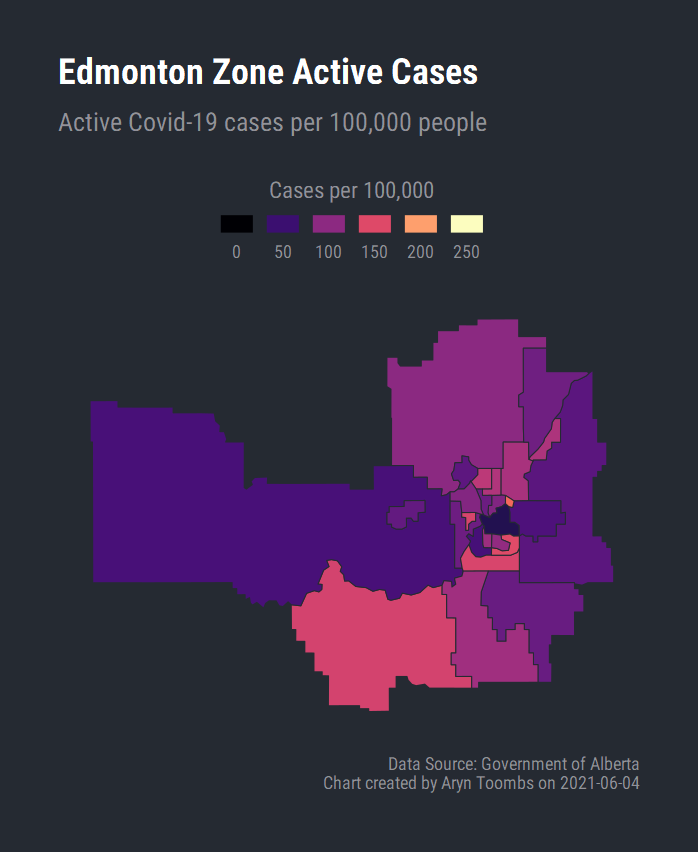 Edmonton Zone Active Cases
Active Covid-19 cases per 100,000 people
Cases per 100,000
0 50 100 150 200 250
Data Source: Government of Alberta
Chart created by Aryn Toombs on 2021-06-04